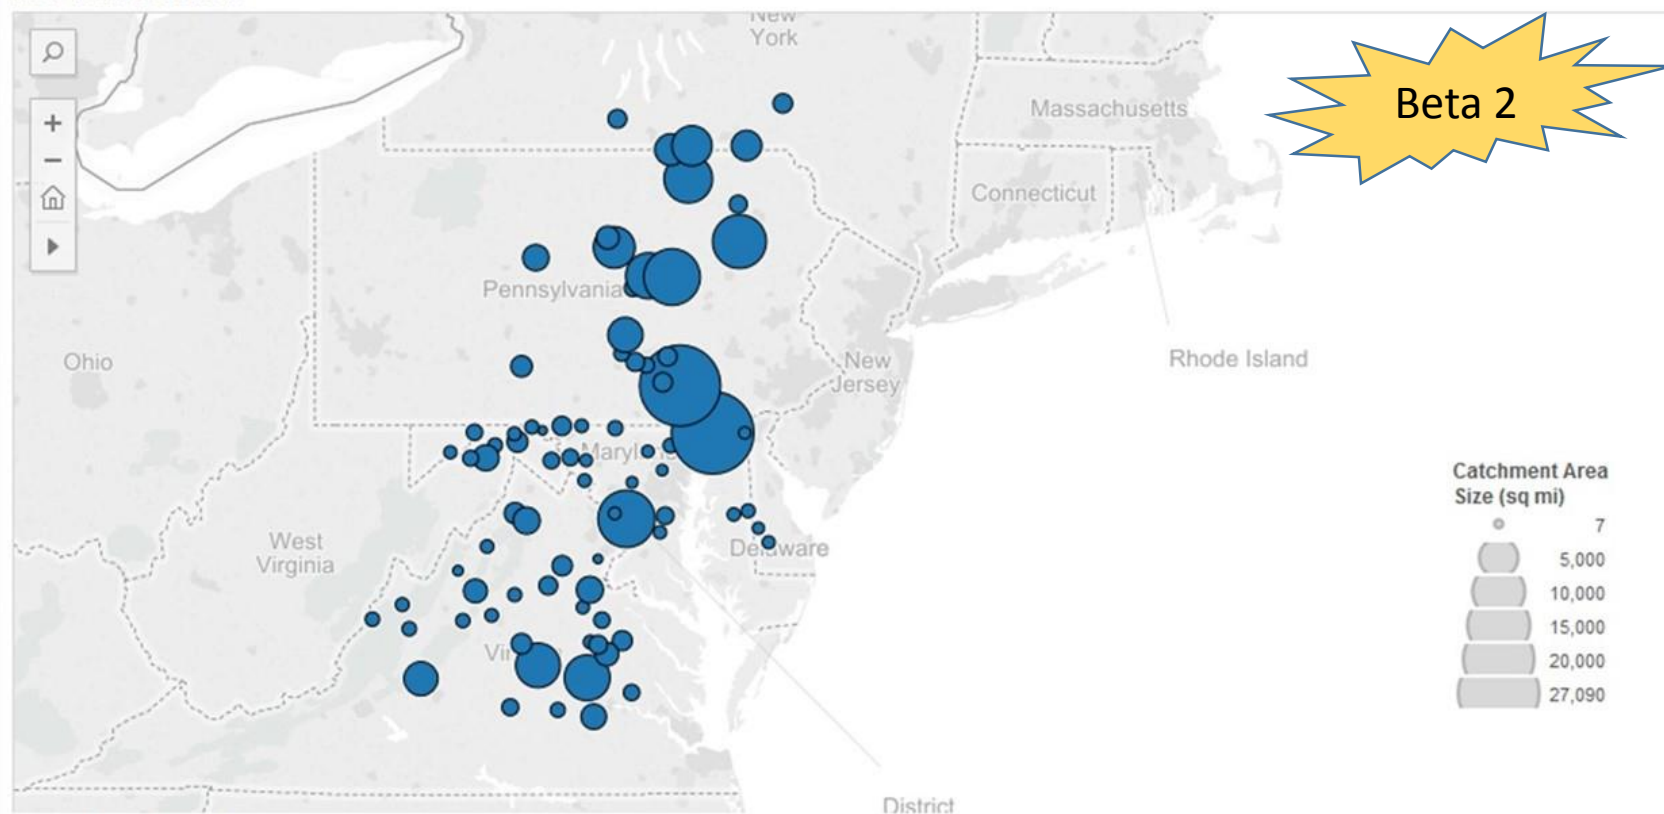 New
York
Massachusetts
Beta 2
Connecticut
Pennsylvania
Ohio
New
Jersey
Rhode Island
West
Virginia
Delaware
District
Catchment Area
Size (sq mi)
7
5,000
10,000
15,000
20,000
27,090